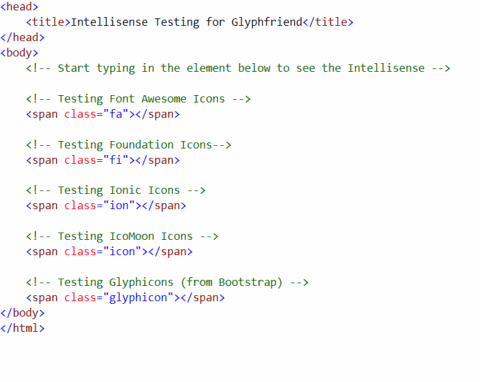 <head>
    <title>Intellisense Testing for Glyphfriend</title>
</head>
<body>
    <!-- Start typing in the element below to see the Intellisense -->
    <!-- Testing Font Awesome Icons -->
    <span class="fa"></span>
    <!-- Testing Foundation Icons-->
    <span class="fi"></span>
    <!-- Testing Ionic Icons -->
    <span class="ion"></span>
    <!-- Testing IcoMoon Icons -->
    <span class="icon"></span>
    <!-- Testing Glyphicons (from Bootstrap) -->
    <span class="glyphicon"></span>
</body>
</html>